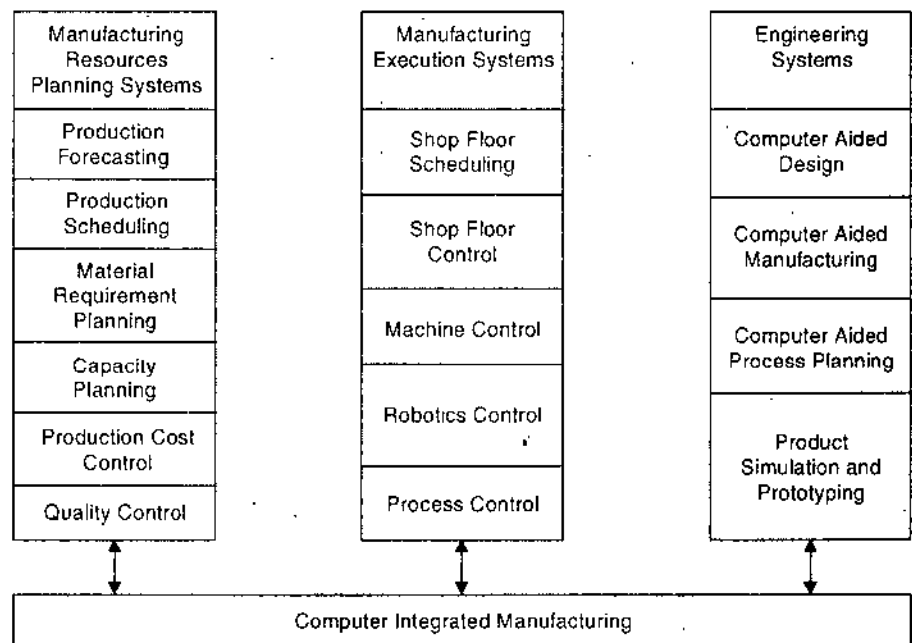 Manufacturing
Resources
Planning Systems
Production
Forecasting
Production
Scheduling
Material
Requirement
Planning
Capacity
Planning
Production Cost
Control
Quality Control
Manufacturing
Execution Systems
Shop Floor
Scheduling
Shop Floor
Control
Machine Control
Robotics Control
Process Control
Engineering
Systems
Computer Aided
Design
Computer Aided
Manufacturing
Computer Aided
Process Planning
Product
Simulation and
Prototyping
Computer Integrated Manufacturing